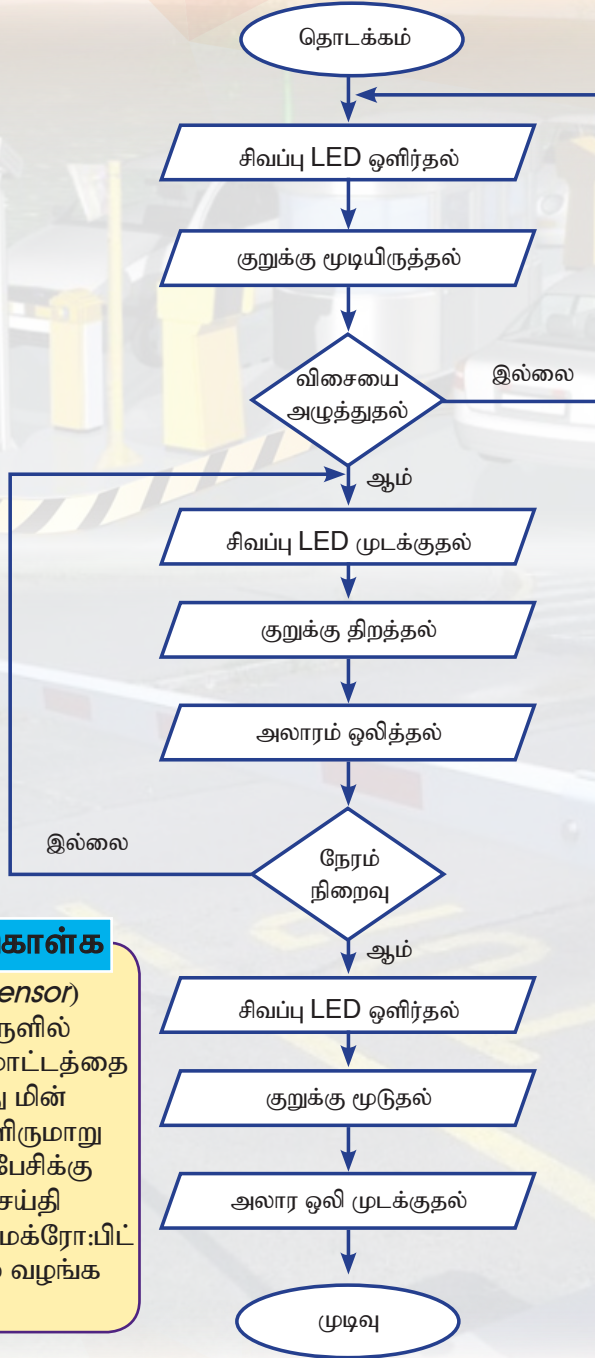 தொடக்கம்
சிவப்பு LED ஒளிர்தல்
குறுக்கு மூடியிருத்தல்
விசையை
அழுத்துதல்
இல்லை
ஆம்
சிவப்பு LED முடக்குதல்
குறுக்கு திறத்தல்
அலாரம் ஒலித்தல்
இல்லை
நேரம்
நிறைவு
ஆம்
சிவப்பு LED ஒளிர்தல்
குறுக்கு மூடுதல்
அலார ஒலி முடக்குதல்
முடிவு
மின்
வழங்க